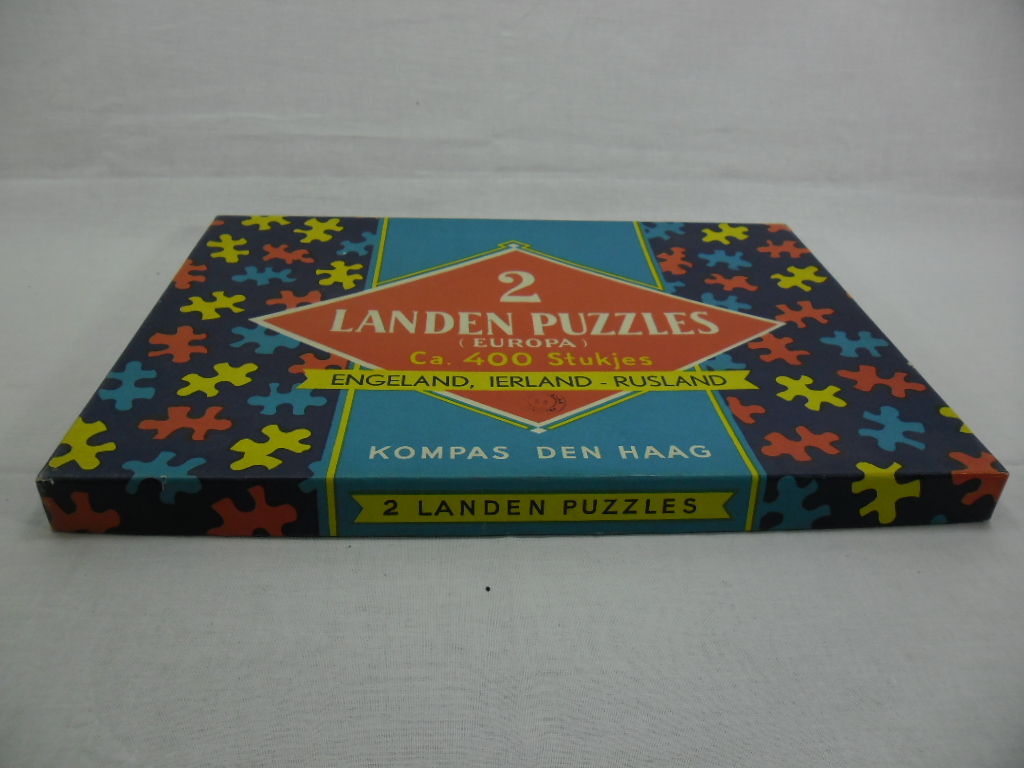 2
LANDEN PUZZLES
(EUROPA)
Ca. 400 Stukjes
ENGELAND, IERLAND - RUSLAND
KOMPAS DEN HAAG
2 LANDEN PUZZLES